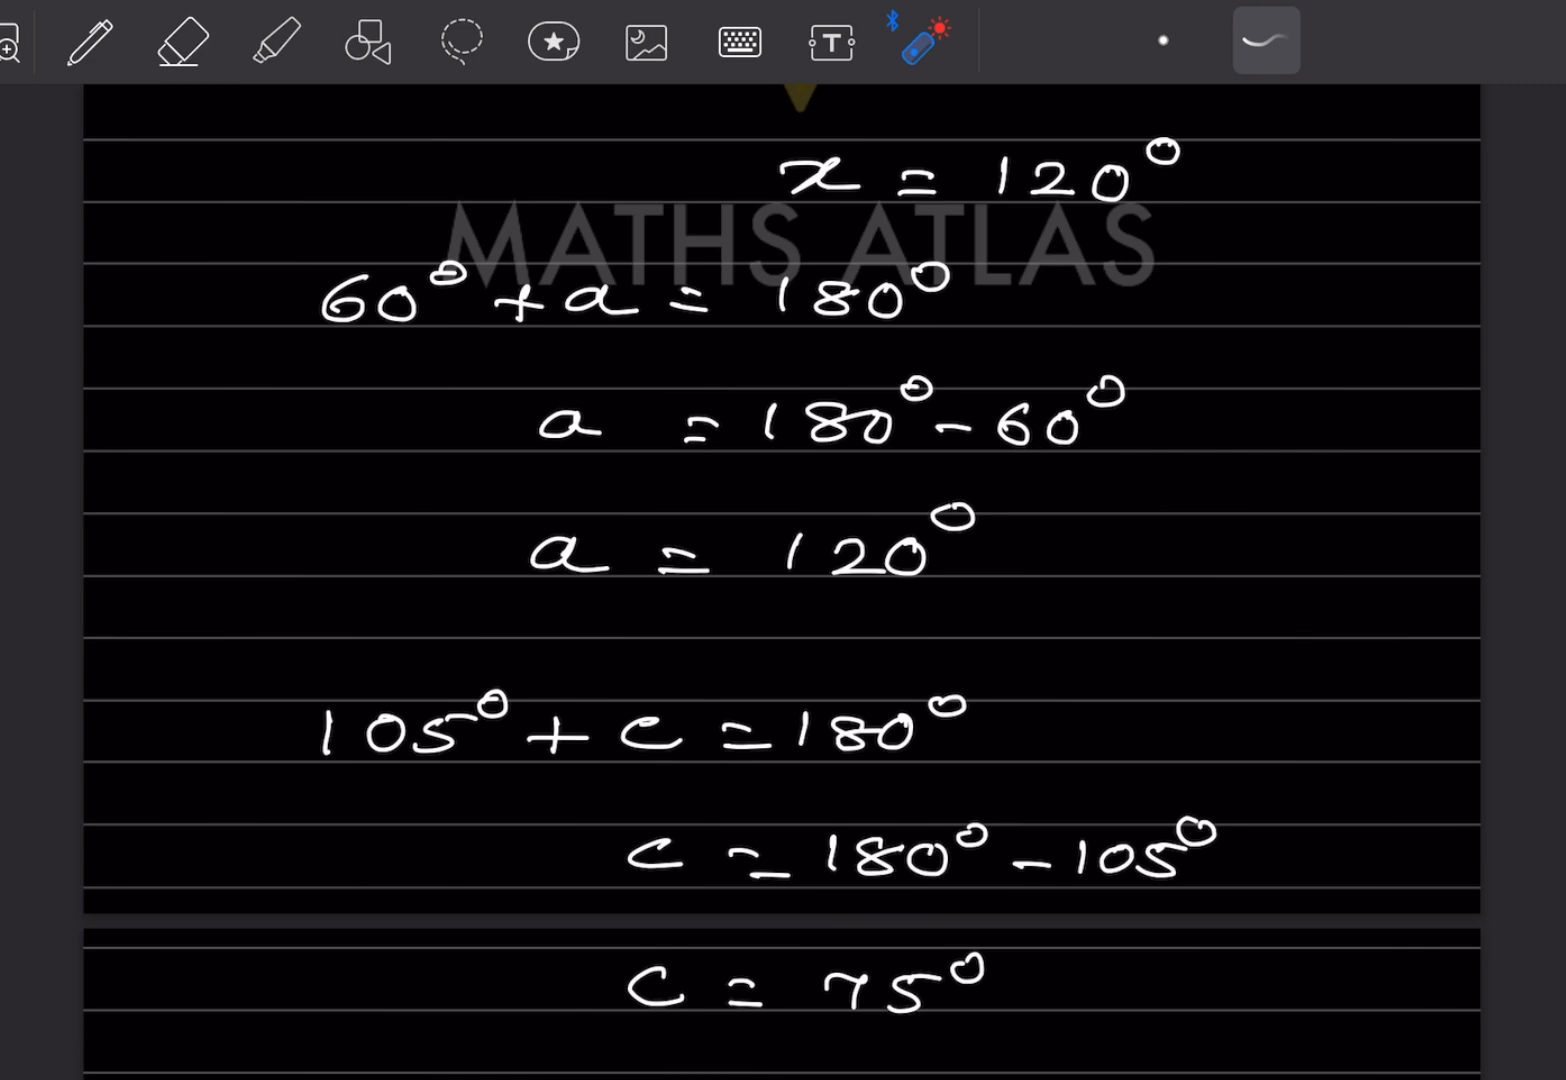 x = 120°
MATHS ATLAS
60° + a = 180°
a = 180° - 60°
a = 120°
105° + c = 180°
c = 180° - 105°
c = 75°